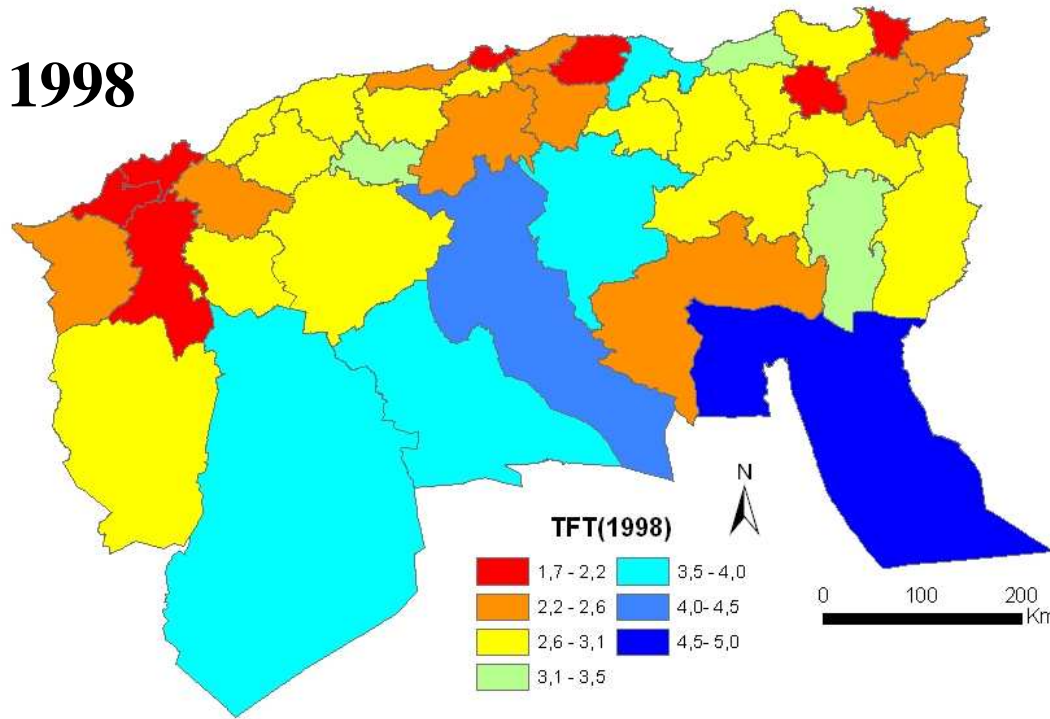 1998
N
TFT(1998)
1,7 - 2,2
3,5 - 4,0
2,2 - 2,6
4,0- 4,5
2,6 - 3,1
4,5- 5,0
3,1 - 3,5
0 100 200
Km